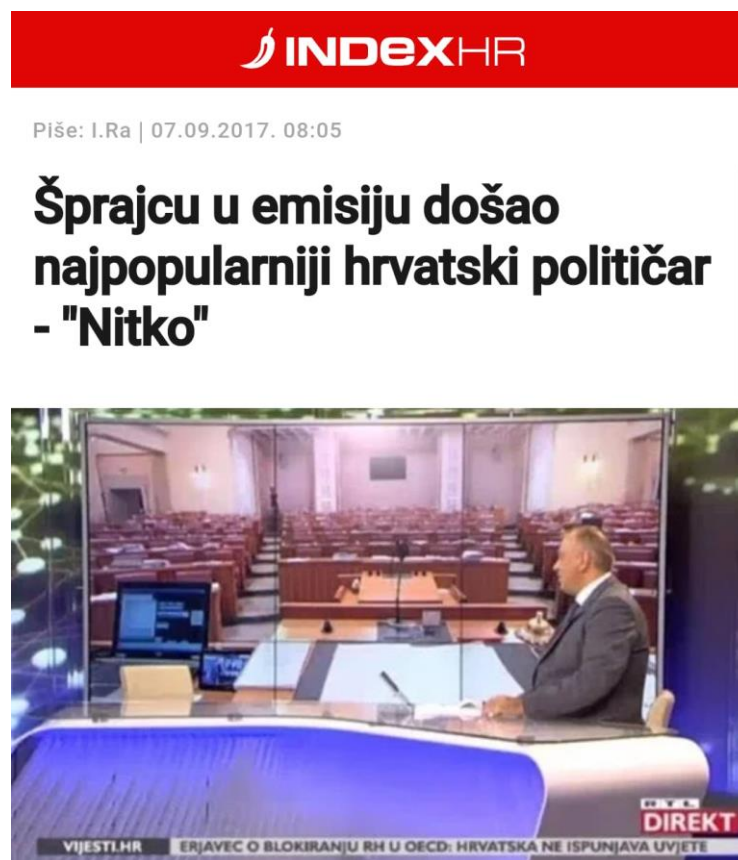 INDEXHR
Piše: I.Ra | 07.09.2017. 08:05
Šprajcu u emisiju došao
najpopularniji hrvatski političar
- "Nitko"
RTL
DIREKT
VIJESTI.HR ERJAVEC O BLOKIRANJU RH U OECD: HRVATSKA NE ISPUNJAVA UVJETE